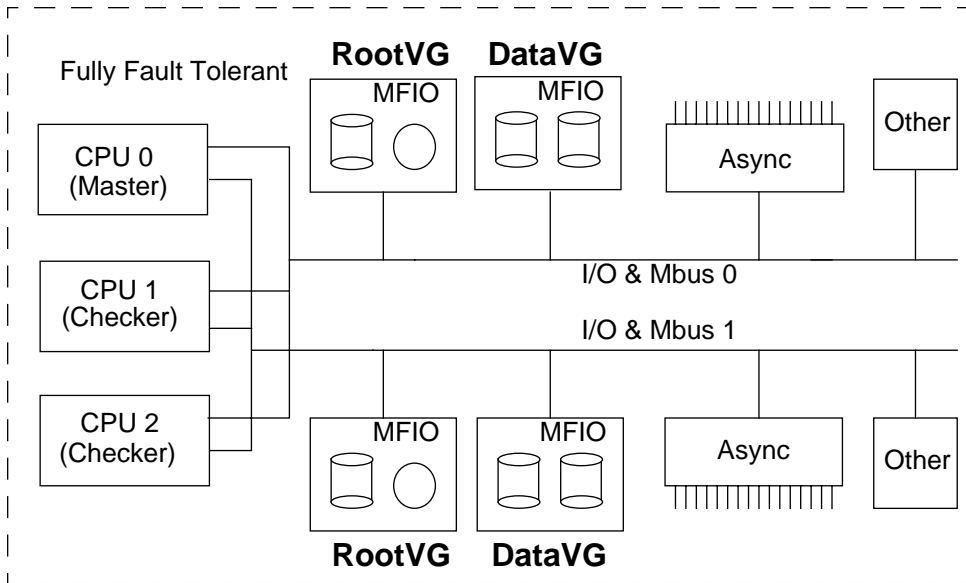 RootVG
DataVG
Fully Fault Tolerant
MFIO
MFIO
Other
CPU 0
(Master)
Async
I/O & Mbus 0
CPU 1
(Checker)
I/O & Mbus 1
CPU 2
(Checker)
MFIO
MFIO
Async
Other
RootVG
DataVG